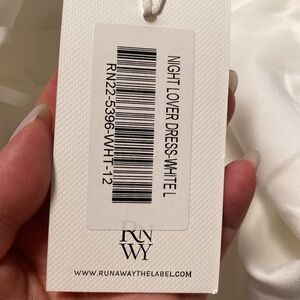 NIGHT LOVER DRESS-WHITE L
RN22-5396-WHT-12
RN
WY
WWW.RUNAWAYTHELABEL.COM